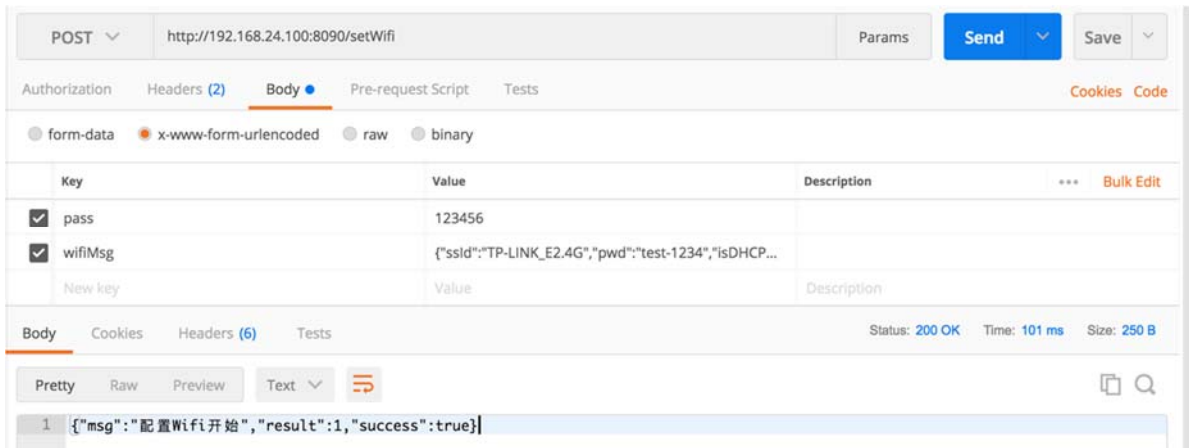 POST http://192.168.24.100:8090/setWifi Params Send Save
Authorization Headers (2) Body Pre-request Script Tests Cookies Code
form-data x-www-form-urlencoded raw binary
Key Value Description ••• Bulk Edit
pass 123456
wifiMsg {"ssId":"TP-LINK_E2.4G","pwd":"test-1234","isDHCP...
New key Value Description
Body Cookies Headers (6) Tests Status: 200 OK Time: 101 ms Size: 250 B
Pretty Raw Preview Text
1 {"msg":"配置Wifi开始","result":1,"success":true}